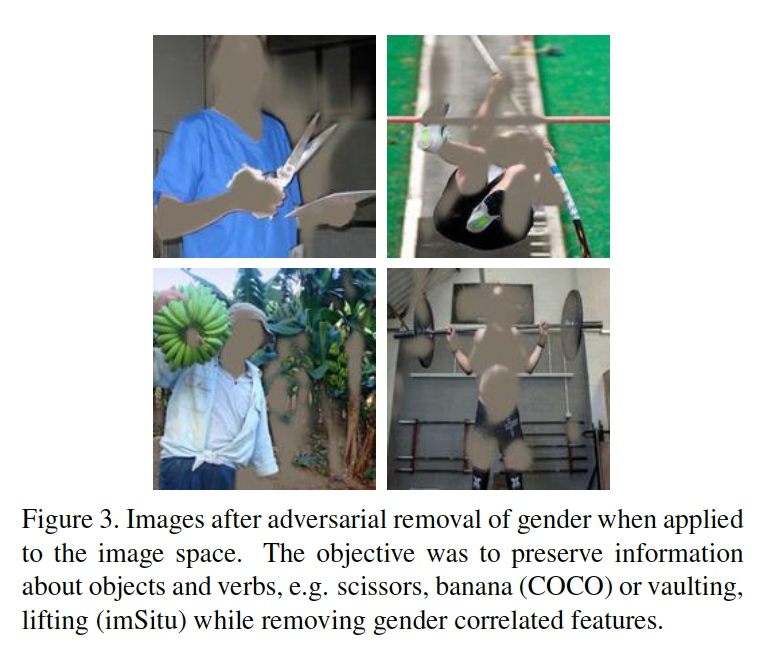 Figure 3. Images after adversarial removal of gender when applied
to the image space. The objective was to preserve information
about objects and verbs, e.g. scissors, banana (COCO) or vaulting,
lifting (imSitu) while removing gender correlated features.